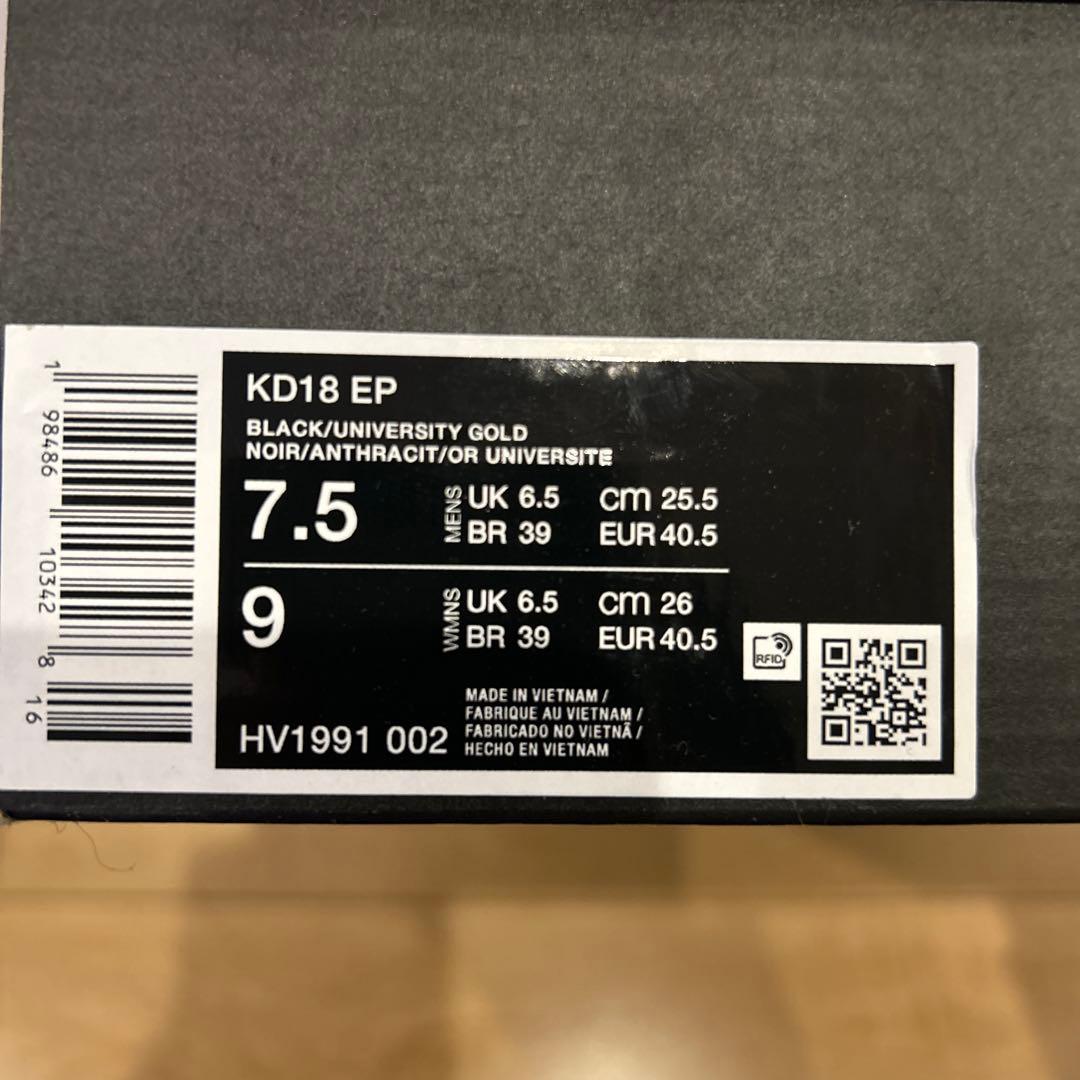 KD18 EP
BLACK/UNIVERSITY GOLD
NOIR/ANTHRACIT/OR UNIVERSITE
7.5 MENS UK 6.5 cm 25.5
BR 39 EUR 40.5
9 WMNS UK 6.5 cm 26
BR 39 EUR 40.5
RFID
HV1991 002
MADE IN VIETNAM /
FABRIQUE AU VIETNAM /
FABRICADO NO VIETNÃ /
HECHO EN VIETNAM
1 98486 10342 8 16